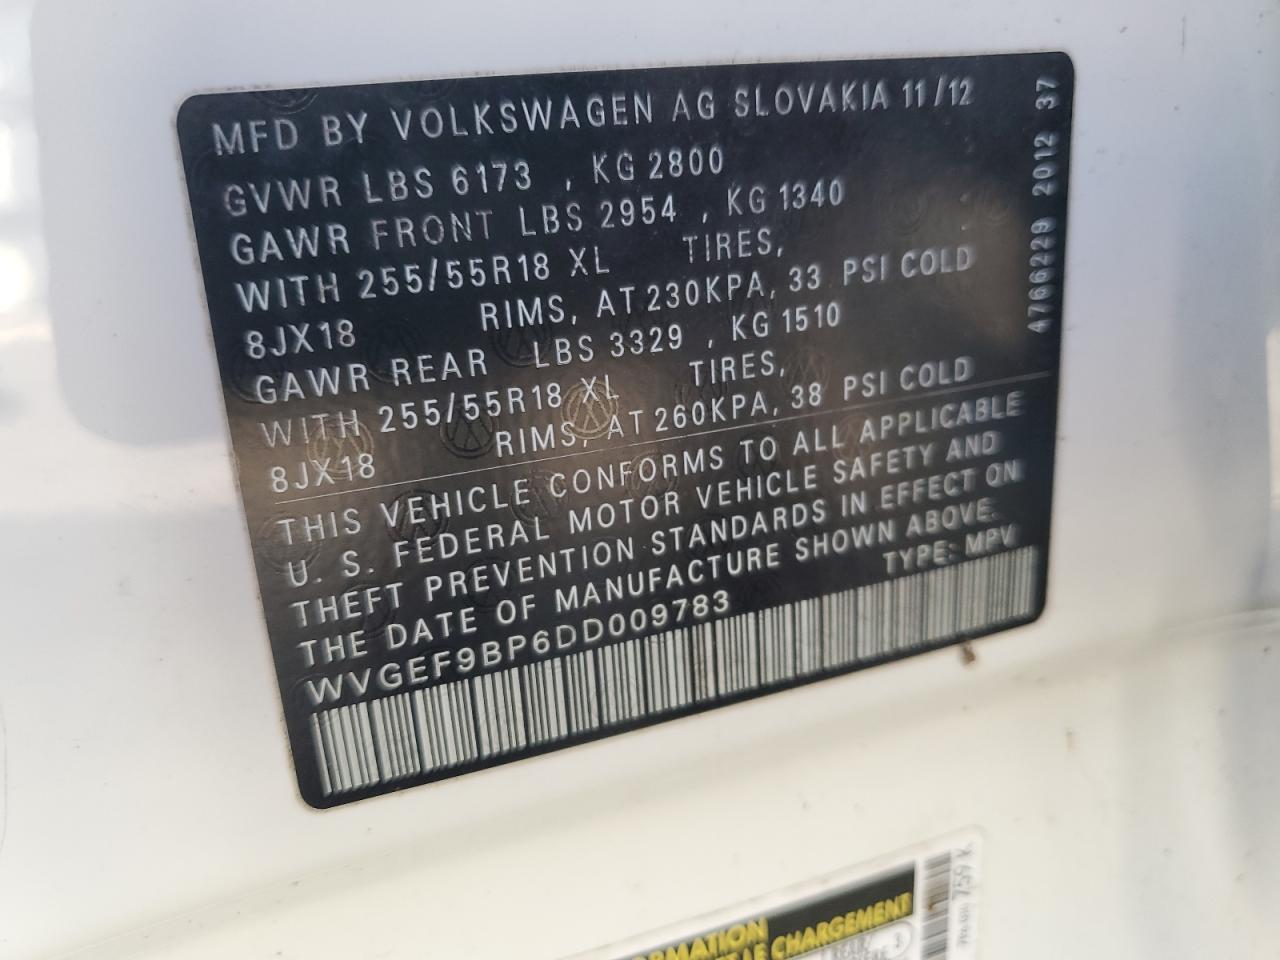 MFD BY VOLKSWAGEN AG SLOVAKIA 11/12
GVWR LBS 6173 , KG 2800
GAWR FRONT LBS 2954 , KG 1340
WITH 255/55R18 XL TIRES,
8JX18 RIMS, AT 230KPA, 33 PSI COLD
GAWR REAR LBS 3329 , KG 1510
WITH 255/55R18 XL TIRES,
8JX18 RIMS, AT 260KPA, 38 PSI COLD
THIS VEHICLE CONFORMS TO ALL APPLICABLE
U. S. FEDERAL MOTOR VEHICLE SAFETY AND
THEFT PREVENTION STANDARDS IN EFFECT ON
THE DATE OF MANUFACTURE SHOWN ABOVE.
WVGEF9BP6DD009783 TYPE: MPV
4766229 2012 37
LE CHARGEMENT
759 K